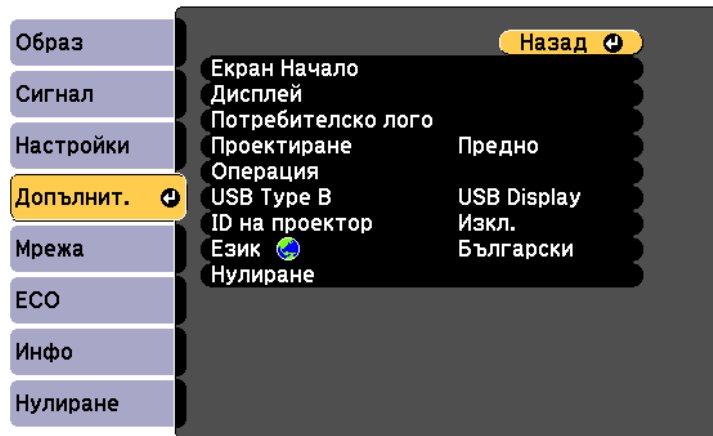 Образ
Сигнал
Настройки
Допълнит.
Мрежа
ECO
Инфо
Нулиране
Назад
Екран Начало
Дисплей
Потребителско лого
Проектиране Предно
Операция
USB Type B USB Display
ID на проектор Изкл.
Език Български
Нулиране